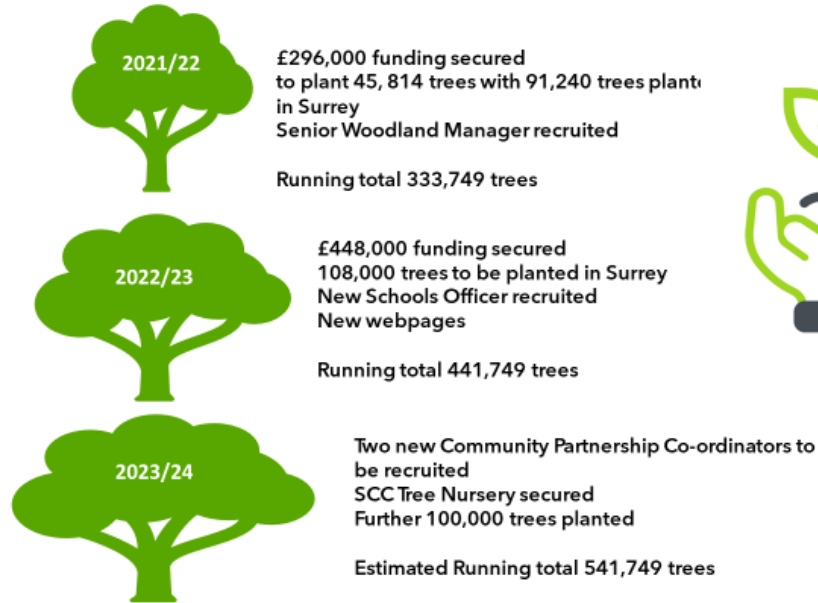 2021/22
£296,000 funding secured
to plant 45, 814 trees with 91,240 trees plante
in Surrey
Senior Woodland Manager recruited
Running total 333,749 trees
2022/23
£448,000 funding secured
108,000 trees to be planted in Surrey
New Schools Officer recruited
New webpages
Running total 441,749 trees
2023/24
Two new Community Partnership Co-ordinators to
be recruited
SCC Tree Nursery secured
Further 100,000 trees planted
Estimated Running total 541,749 trees